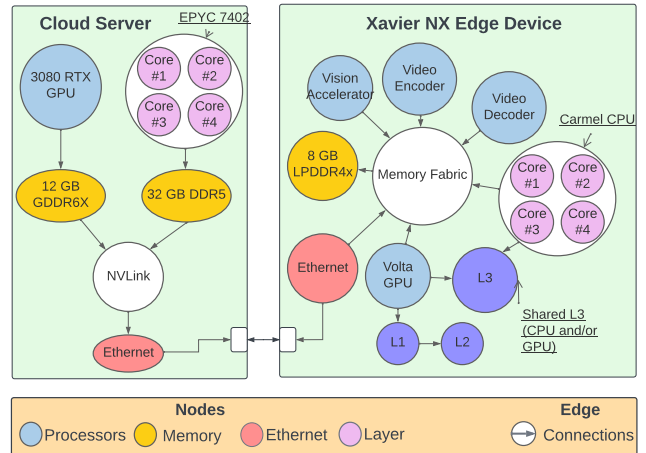 Cloud Server
EPYC 7402
3080 RTX
GPU
Core
#1
Core
#2
Core
#3
Core
#4
12 GB
GDDR6X
32 GB DDR5
NVLink
Ethernet
Xavier NX Edge Device
Vision
Accelerator
Video
Encoder
Video
Decoder
Carmel CPU
8 GB
LPDDR4x
Memory Fabric
Core
#1
Core
#2
Core
#3
Core
#4
Ethernet
Volta
GPU
L3
Shared L3
(CPU and/or
GPU)
L1
L2
Nodes
Edge
Processors
Memory
Ethernet
Layer
Connections